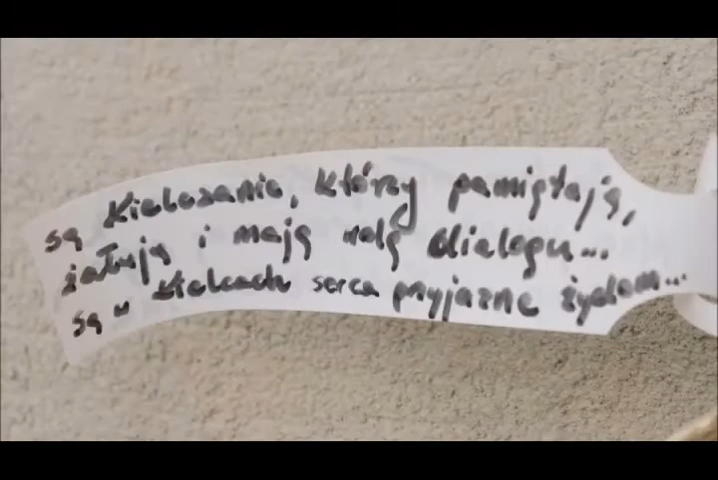 są Kielczanie, którzy pamiętają,
żałują i mają wolę dialogu...
są w Kielcach serca przyjazne żydom...